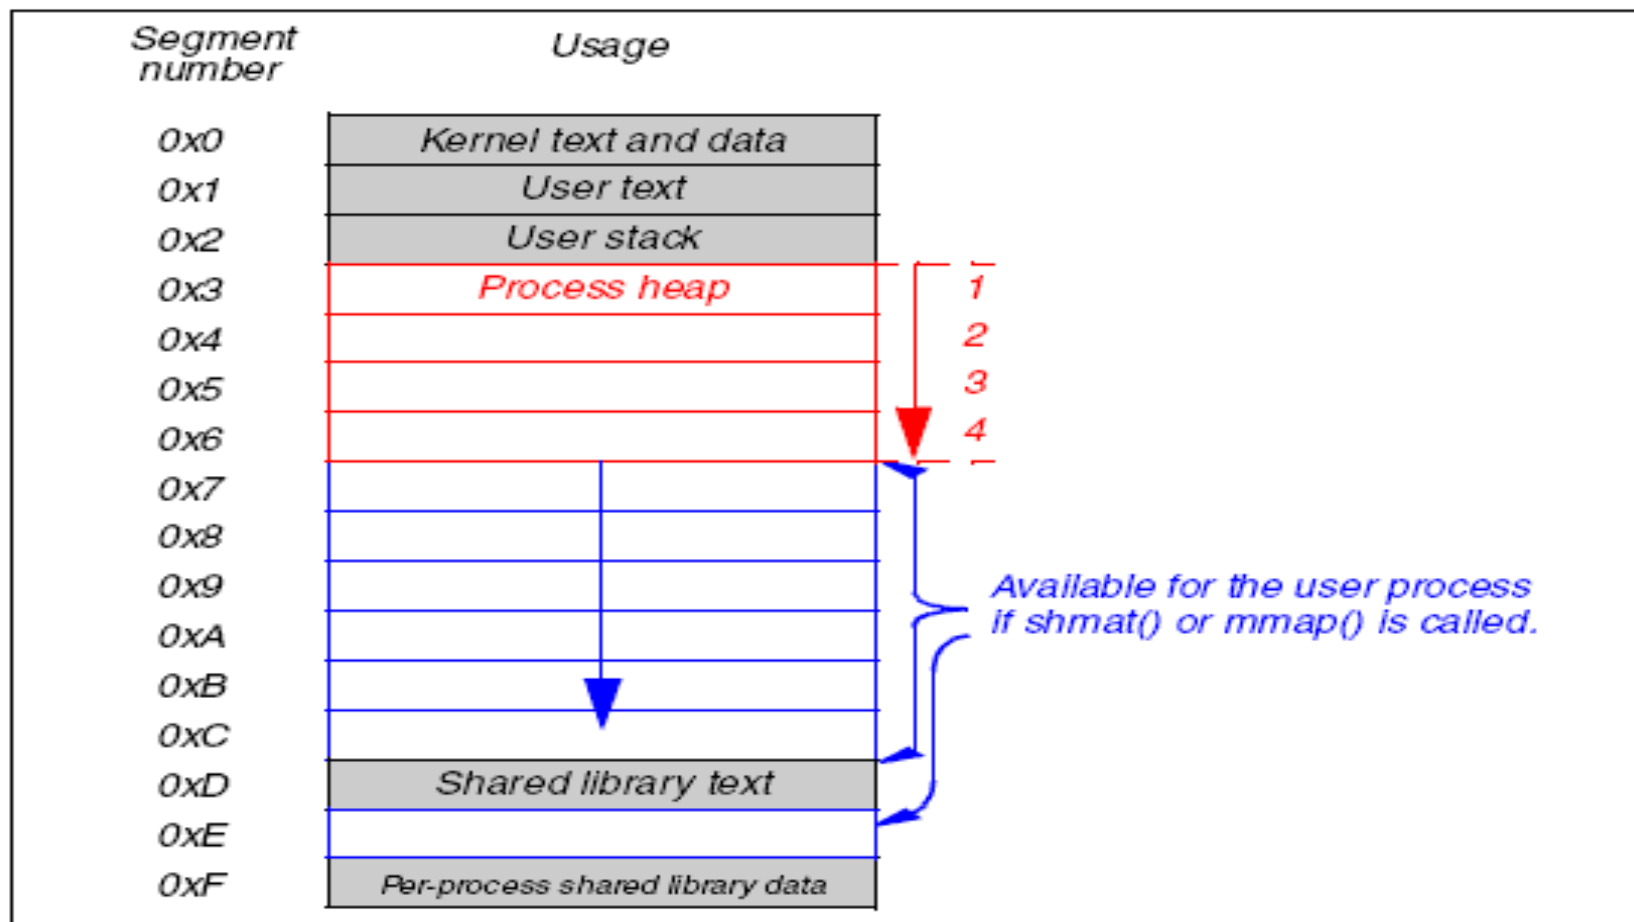 Segment
number
Usage
0x0
Kernel text and data
0x1
User text
0x2
User stack
0x3
Process heap
1
0x4
2
0x5
3
0x6
4
0x7
0x8
0x9
Available for the user process
if shmat() or mmap() is called.
0xA
0xB
0xC
0xD
Shared library text
0xE
0xF
Per-process shared library data